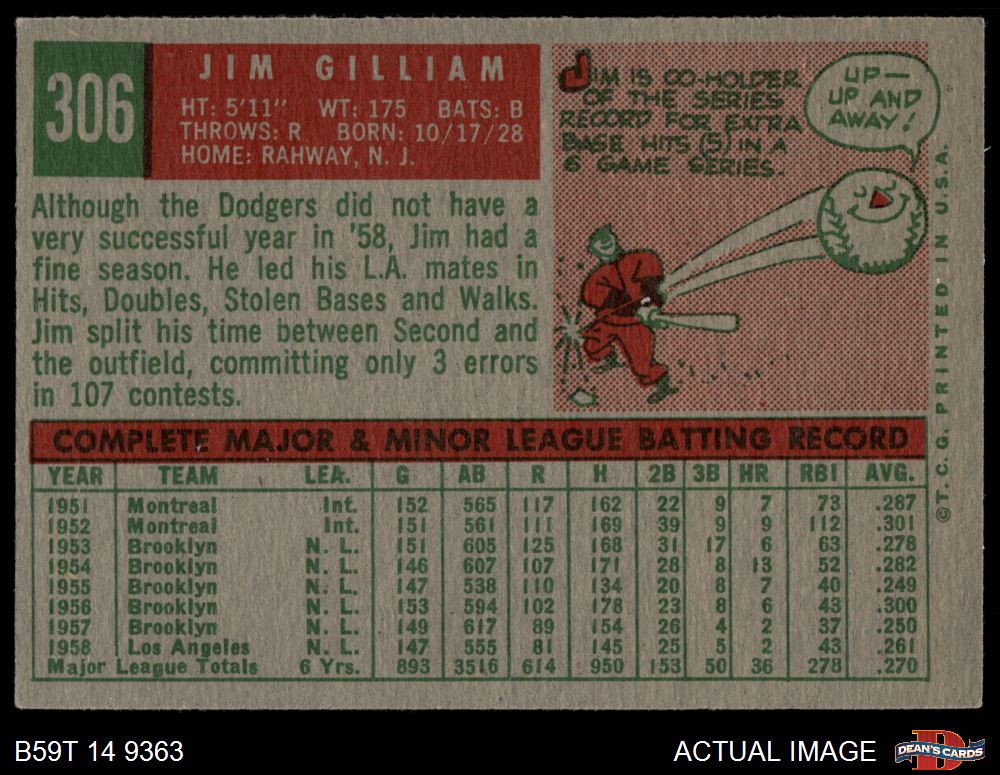 306
JIM GILLIAM
HT: 5'11" WT: 175 BATS: B
THROWS: R BORN: 10/17/28
HOME: RAHWAY, N. J.
Although the Dodgers did not have a
very successful year in '58, Jim had a
fine season. He led his L.A. mates in
Hits, Doubles, Stolen Bases and Walks.
Jim split his time between Second and
the outfield, committing only 3 errors
in 107 contests.
JIM IS CO-HOLDER
OF THE SERIES
RECORD FOR EXTRA
BASE HITS (5) IN A
6 GAME SERIES.
UP—
UP AND
AWAY!
COMPLETE MAJOR & MINOR LEAGUE BATTING RECORD
YEAR TEAM LEA. G AB R H 2B 3B HR RBI AVG.
1951 Montreal Int. 152 565 117 162 22 9 7 73 .287
1952 Montreal Int. 151 561 111 169 39 9 9 112 .301
1953 Brooklyn N. L. 151 605 125 168 31 17 6 63 .278
1954 Brooklyn N. L. 146 607 107 171 28 8 13 52 .282
1955 Brooklyn N. L. 147 538 110 134 20 8 7 40 .249
1956 Brooklyn N. L. 153 594 102 178 23 8 6 43 .300
1957 Brooklyn N. L. 149 617 89 154 26 4 2 37 .250
1958 Los Angeles N. L. 147 555 81 145 25 5 2 43 .261
Major League Totals 6 Yrs. 893 3516 614 950 153 50 36 278 .270
©T. C. G. PRINTED IN U.S.A.
B59T 14 9363
ACTUAL IMAGE
DEAN'S CARDS